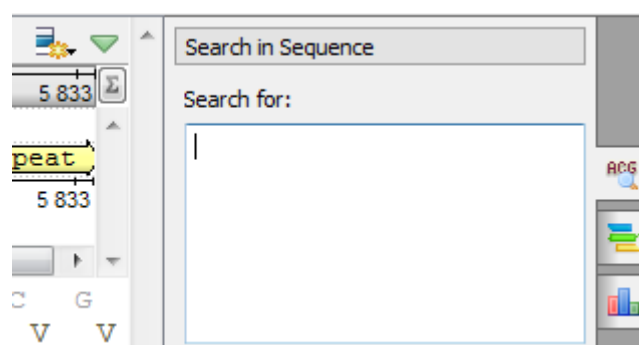 Search in Sequence
5 833
Σ
Search for:
peat
5 833
ACG
C G
V V